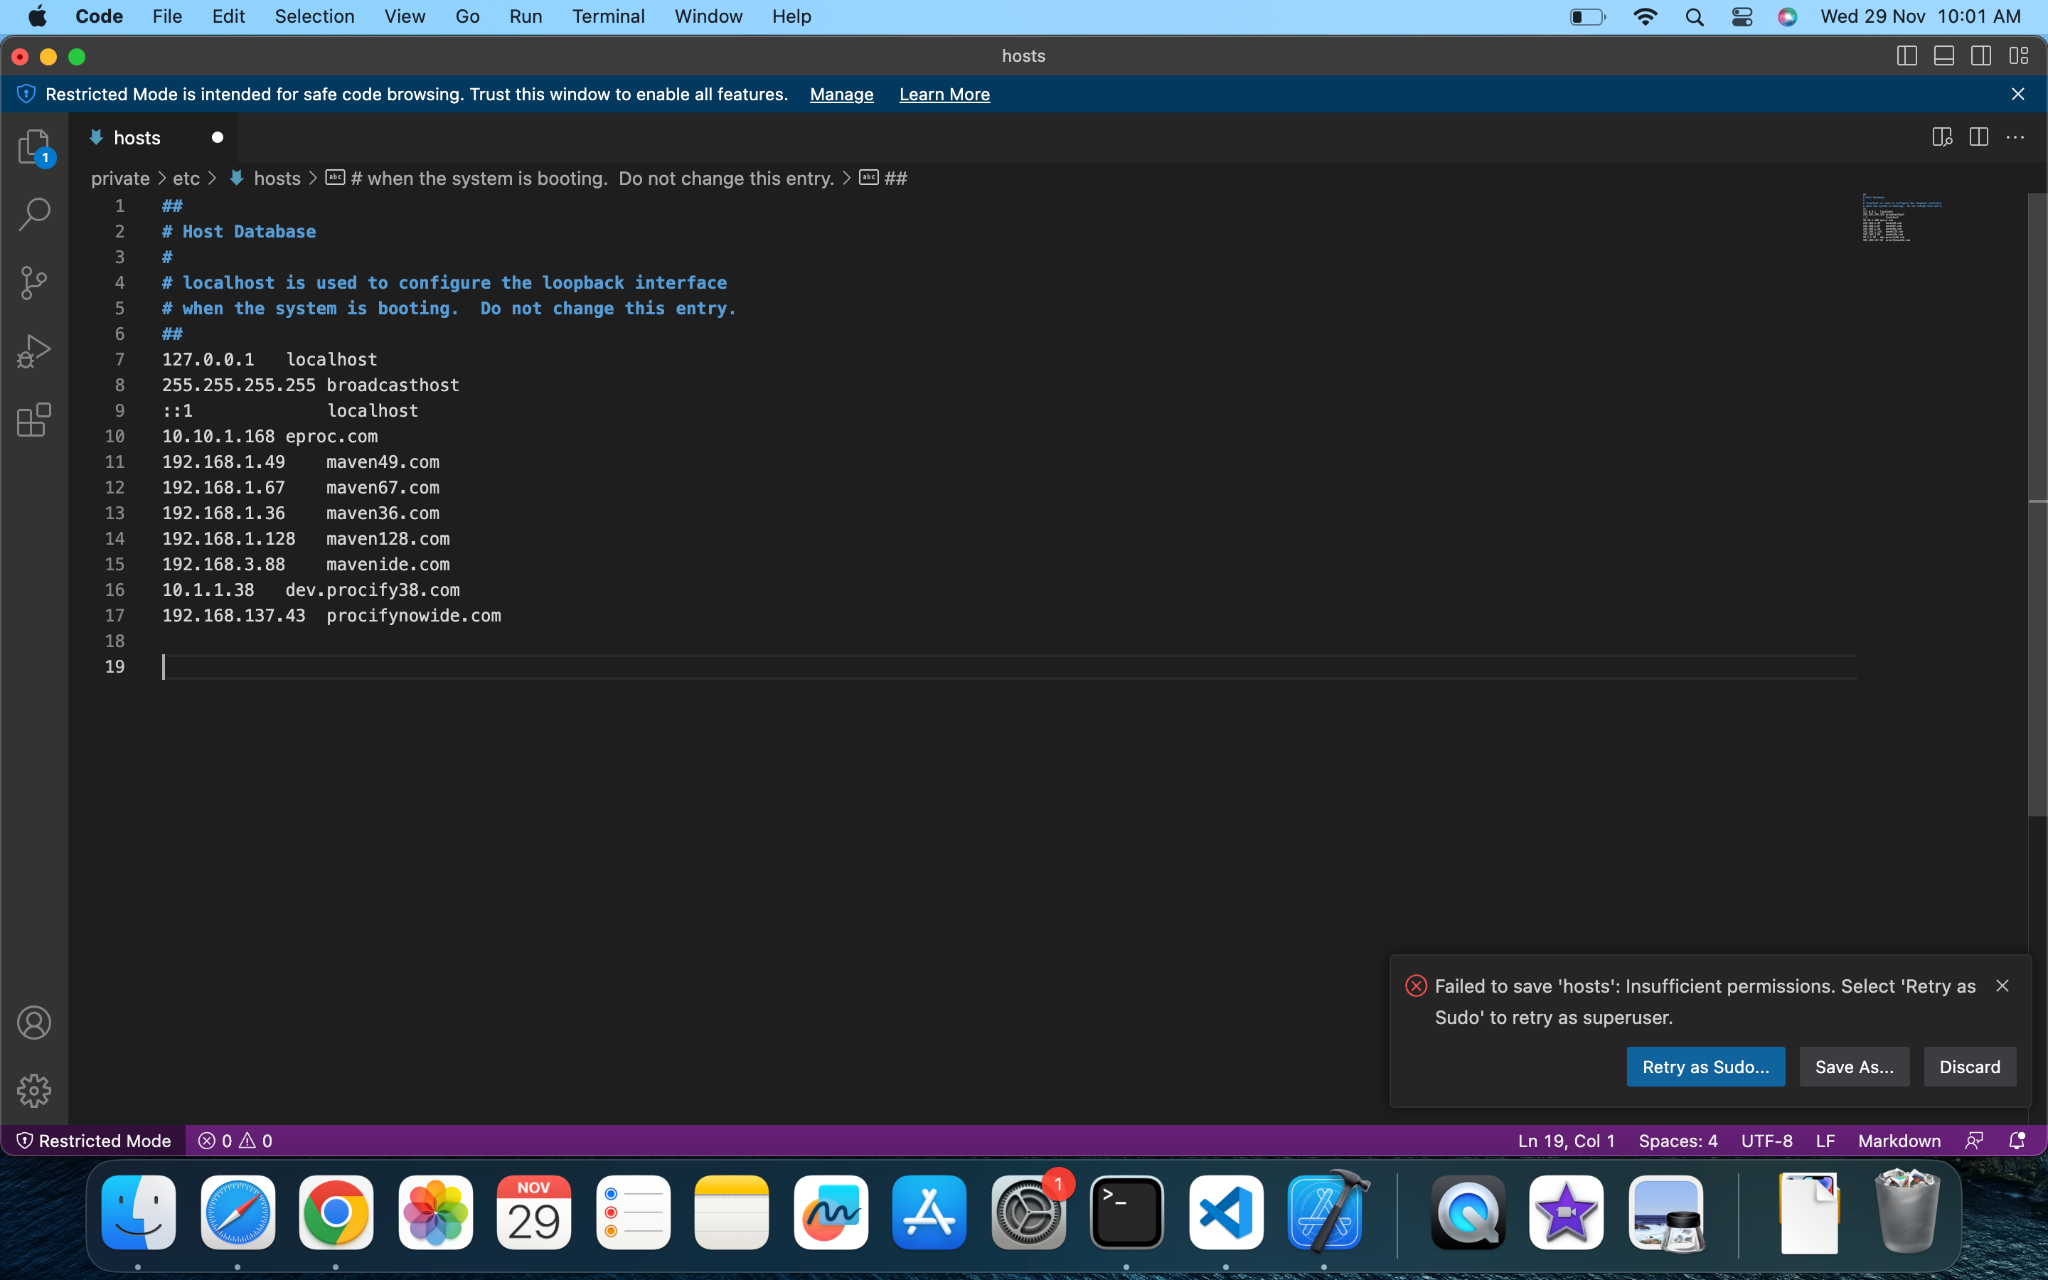 Code File Edit Selection View Go Run Terminal Window Help Wed 29 Nov 10:01 AM
hosts
Restricted Mode is intended for safe code browsing. Trust this window to enable all features. Manage Learn More
hosts
1
private > etc > hosts > # when the system is booting.  Do not change this entry. > ##
1 ##
2 # Host Database
3 #
4 # localhost is used to configure the loopback interface
5 # when the system is booting.  Do not change this entry.
6 ##
7 127.0.0.1   localhost
8 255.255.255.255 broadcasthost
9 ::1             localhost
10 10.10.1.168 eproc.com
11 192.168.1.49    maven49.com
12 192.168.1.67    maven67.com
13 192.168.1.36    maven36.com
14 192.168.1.128   maven128.com
15 192.168.3.88    mavenide.com
16 10.1.1.38   dev.procify38.com
17 192.168.137.43  procifynowide.com
18
19
Failed to save 'hosts': Insufficient permissions. Select 'Retry as
Sudo' to retry as superuser.
Retry as Sudo... Save As... Discard
Restricted Mode 0 0 Ln 19, Col 1 Spaces: 4 UTF-8 LF Markdown
NOV
29
1
>_